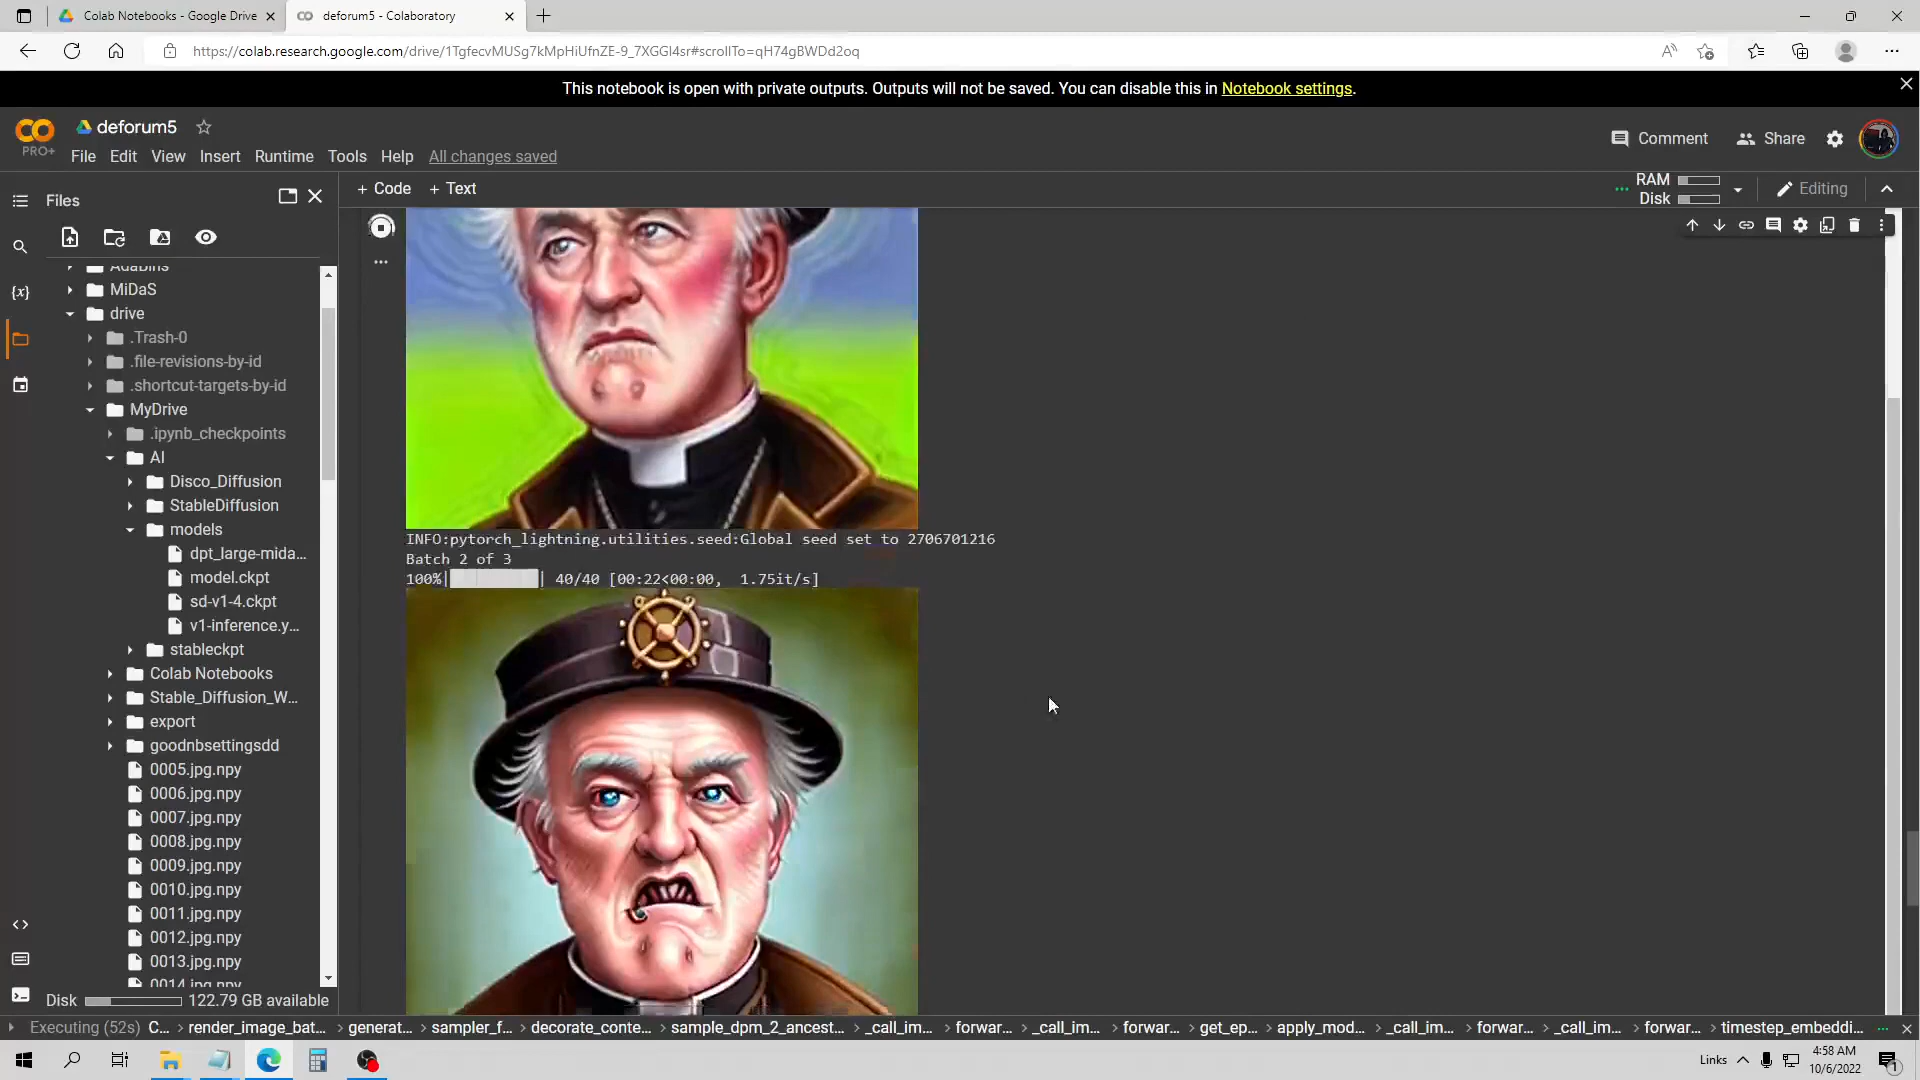 Colab Notebooks - Google Drive
deforum5 - Colaboratory
https://colab.research.google.com/drive/1TgfecvMUSg7kMpHiUfnZE-9_7XGGl4sr#scrollTo=qH74gBWDd2oq
This notebook is open with private outputs. Outputs will not be saved. You can disable this in Notebook settings.
CO
PRO+
deforum5
File Edit View Insert Runtime Tools Help All changes saved
Comment
Share
Files
+ Code + Text
RAM
Disk
Editing
AdaBins
MiDaS
drive
.Trash-0
.file-revisions-by-id
.shortcut-targets-by-id
MyDrive
.ipynb_checkpoints
AI
Disco_Diffusion
StableDiffusion
models
dpt_large-mida...
model.ckpt
sd-v1-4.ckpt
v1-inference.y...
stableckpt
Colab Notebooks
Stable_Diffusion_W...
export
goodnbsettingsdd
0005.jpg.npy
0006.jpg.npy
0007.jpg.npy
0008.jpg.npy
0009.jpg.npy
0010.jpg.npy
0011.jpg.npy
0012.jpg.npy
0013.jpg.npy
0014.jpg.npy
Disk 122.79 GB available
INFO:pytorch_lightning.utilities.seed:Global seed set to 2706701216
Batch 2 of 3
100%| | 40/40 [00:22<00:00, 1.75it/s]
Executing (52s) C... > render_image_bat... > generat... > sampler_f... > decorate_conte... > sample_dpm_2_ancest... > _call_im... > forwar... > _call_im... > forwar... > get_ep... > apply_mod... > _call_im... > forwar... > _call_im... > forwar... > timestep_embeddi...
Links
4:58 AM
10/6/2022
1